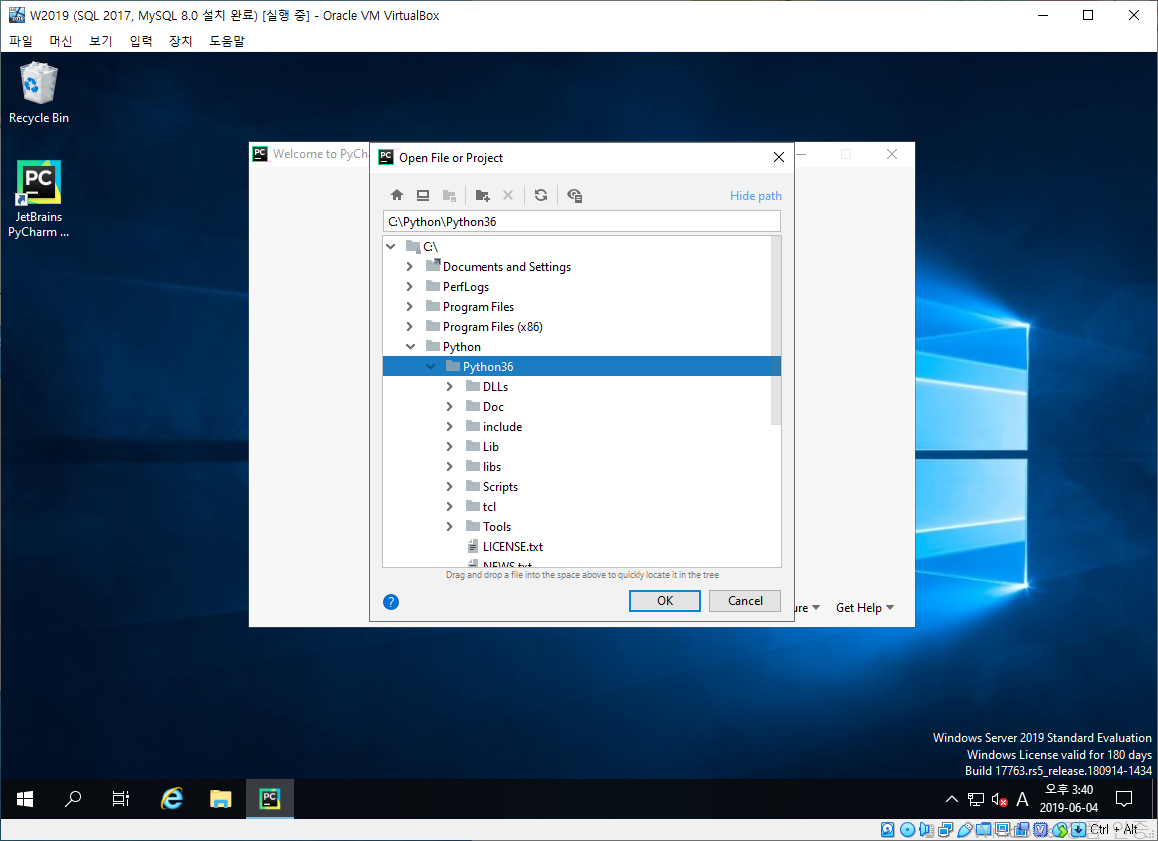 W2019 (SQL 2017, MySQL 8.0 설치 완료) [실행 중] - Oracle VM VirtualBox
파일 머신 보기 입력 장치 도움말
Recycle Bin
PC
JetBrains
PyCharm ...
PC Welcome to PyCh
PC Open File or Project
Hide path
C:\Python\Python36
C:\
Documents and Settings
PerfLogs
Program Files
Program Files (x86)
Python
Python36
DLLs
Doc
include
Lib
libs
Scripts
tcl
Tools
LICENSE.txt
NEWS.txt
Drag and drop a file into the space above to quickly locate it in the tree
? OK Cancel
ure Get Help
Windows Server 2019 Standard Evaluation
Windows License valid for 180 days
Build 17763.rs5_release.180914-1434
PC A 오후 3:40
2019-06-04
Ctrl + Alt